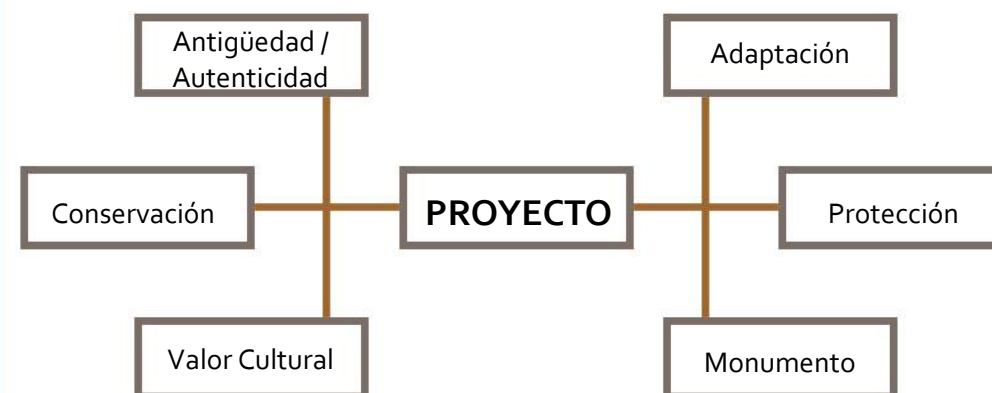 Antigüedad /
Autenticidad
Adaptación
Conservación
PROYECTO
Protección
Valor Cultural
Monumento